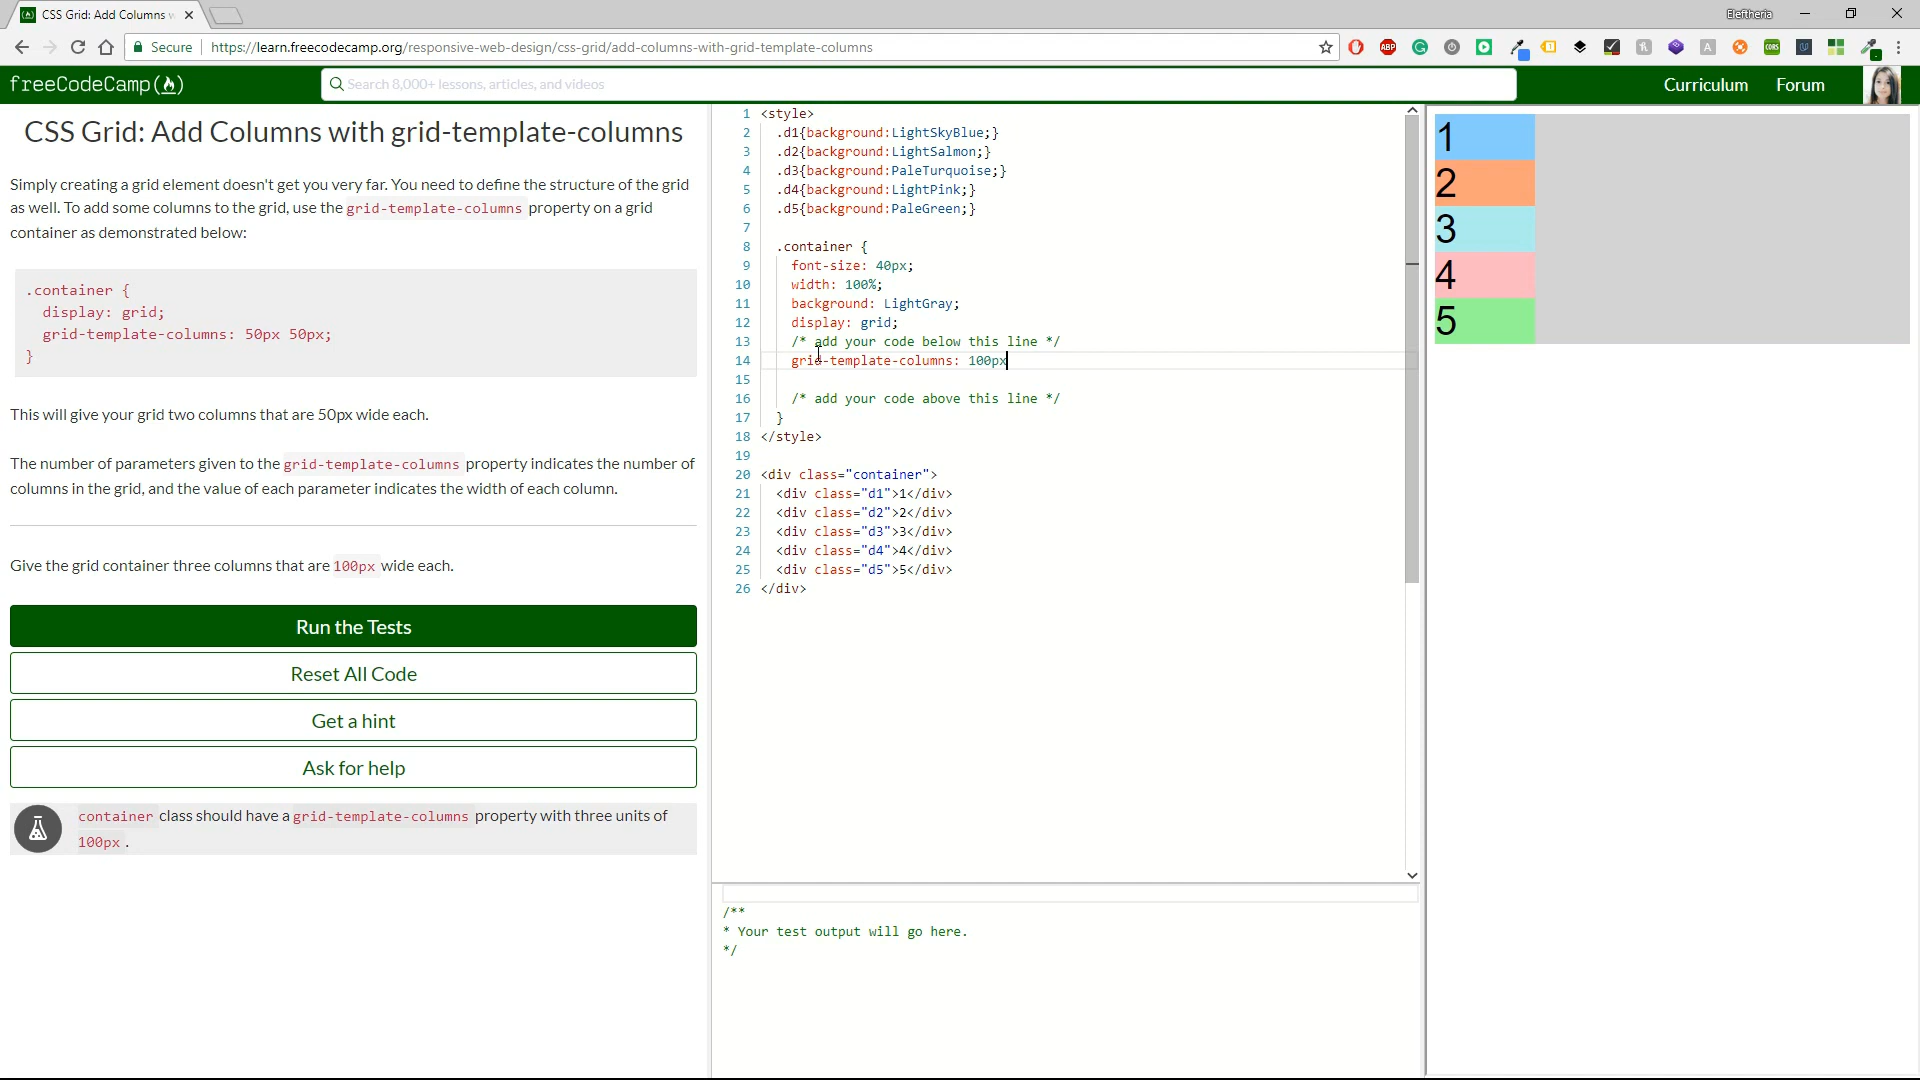 CSS Grid: Add Columns w
Eleftheria
Secure https://learn.freecodecamp.org/responsive-web-design/css-grid/add-columns-with-grid-template-columns
freeCodeCamp
Search 8,000+ lessons, articles, and videos
Curriculum Forum
CSS Grid: Add Columns with grid-template-columns
Simply creating a grid element doesn't get you very far. You need to define the structure of the grid
as well. To add some columns to the grid, use the grid-template-columns property on a grid
container as demonstrated below:
.container {
display: grid;
grid-template-columns: 50px 50px;
}
This will give your grid two columns that are 50px wide each.
The number of parameters given to the grid-template-columns property indicates the number of
columns in the grid, and the value of each parameter indicates the width of each column.
Give the grid container three columns that are 100px wide each.
Run the Tests
Reset All Code
Get a hint
Ask for help
container class should have a grid-template-columns property with three units of
100px .
1 <style>
2 .d1{background:LightSkyBlue;}
3 .d2{background:LightSalmon;}
4 .d3{background:PaleTurquoise;}
5 .d4{background:LightPink;}
6 .d5{background:PaleGreen;}
7
8 .container {
9 font-size: 40px;
10 width: 100%;
11 background: LightGray;
12 display: grid;
13 /* add your code below this line */
14 grid-template-columns: 100px
15
16 /* add your code above this line */
17 }
18 </style>
19
20 <div class="container">
21 <div class="d1">1</div>
22 <div class="d2">2</div>
23 <div class="d3">3</div>
24 <div class="d4">4</div>
25 <div class="d5">5</div>
26 </div>
/**
* Your test output will go here.
*/
1
2
3
4
5